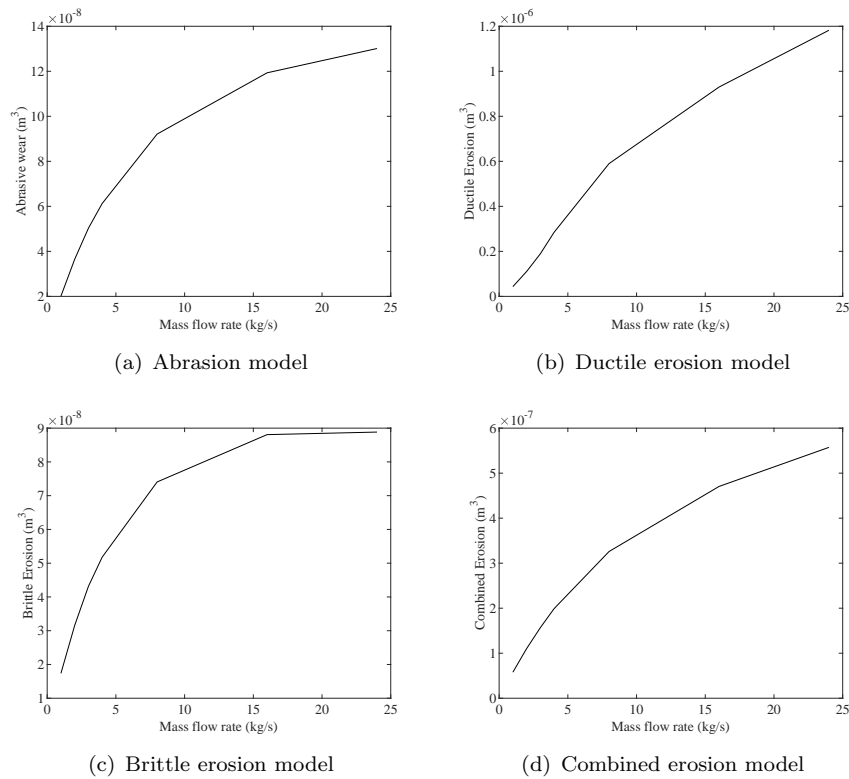 ×10-8
14
12
10
8
6
4
2
Abrasive wear (m3)
0 5 10 15 20 25
Mass flow rate (kg/s)
(a) Abrasion model
×10-6
1.2
1
0.8
0.6
0.4
0.2
0
Ductile Erosion (m3)
0 5 10 15 20 25
Mass flow rate (kg/s)
(b) Ductile erosion model
×10-8
9
8
7
6
5
4
3
2
1
Brittle Erosion (m3)
0 5 10 15 20 25
Mass flow rate (kg/s)
(c) Brittle erosion model
×10-7
6
5
4
3
2
1
0
Combined Erosion (m3)
0 5 10 15 20 25
Mass flow rate (kg/s)
(d) Combined erosion model